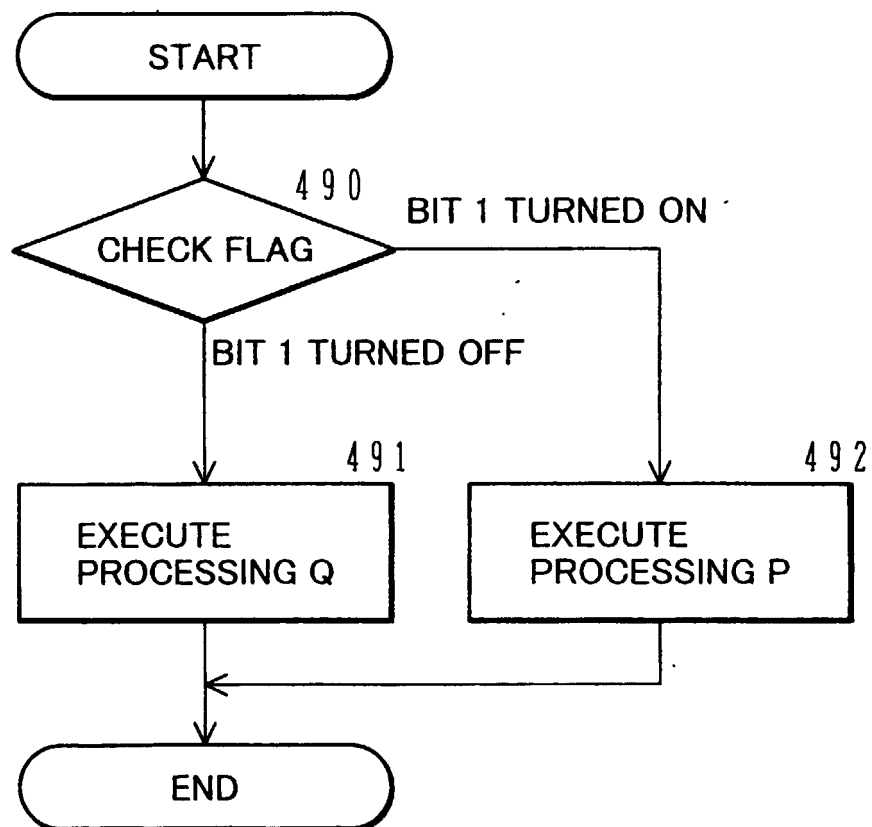 START
490
BIT 1 TURNED ON
CHECK FLAG
BIT 1 TURNED OFF
491
492
EXECUTE
PROCESSING Q
EXECUTE
PROCESSING P
END